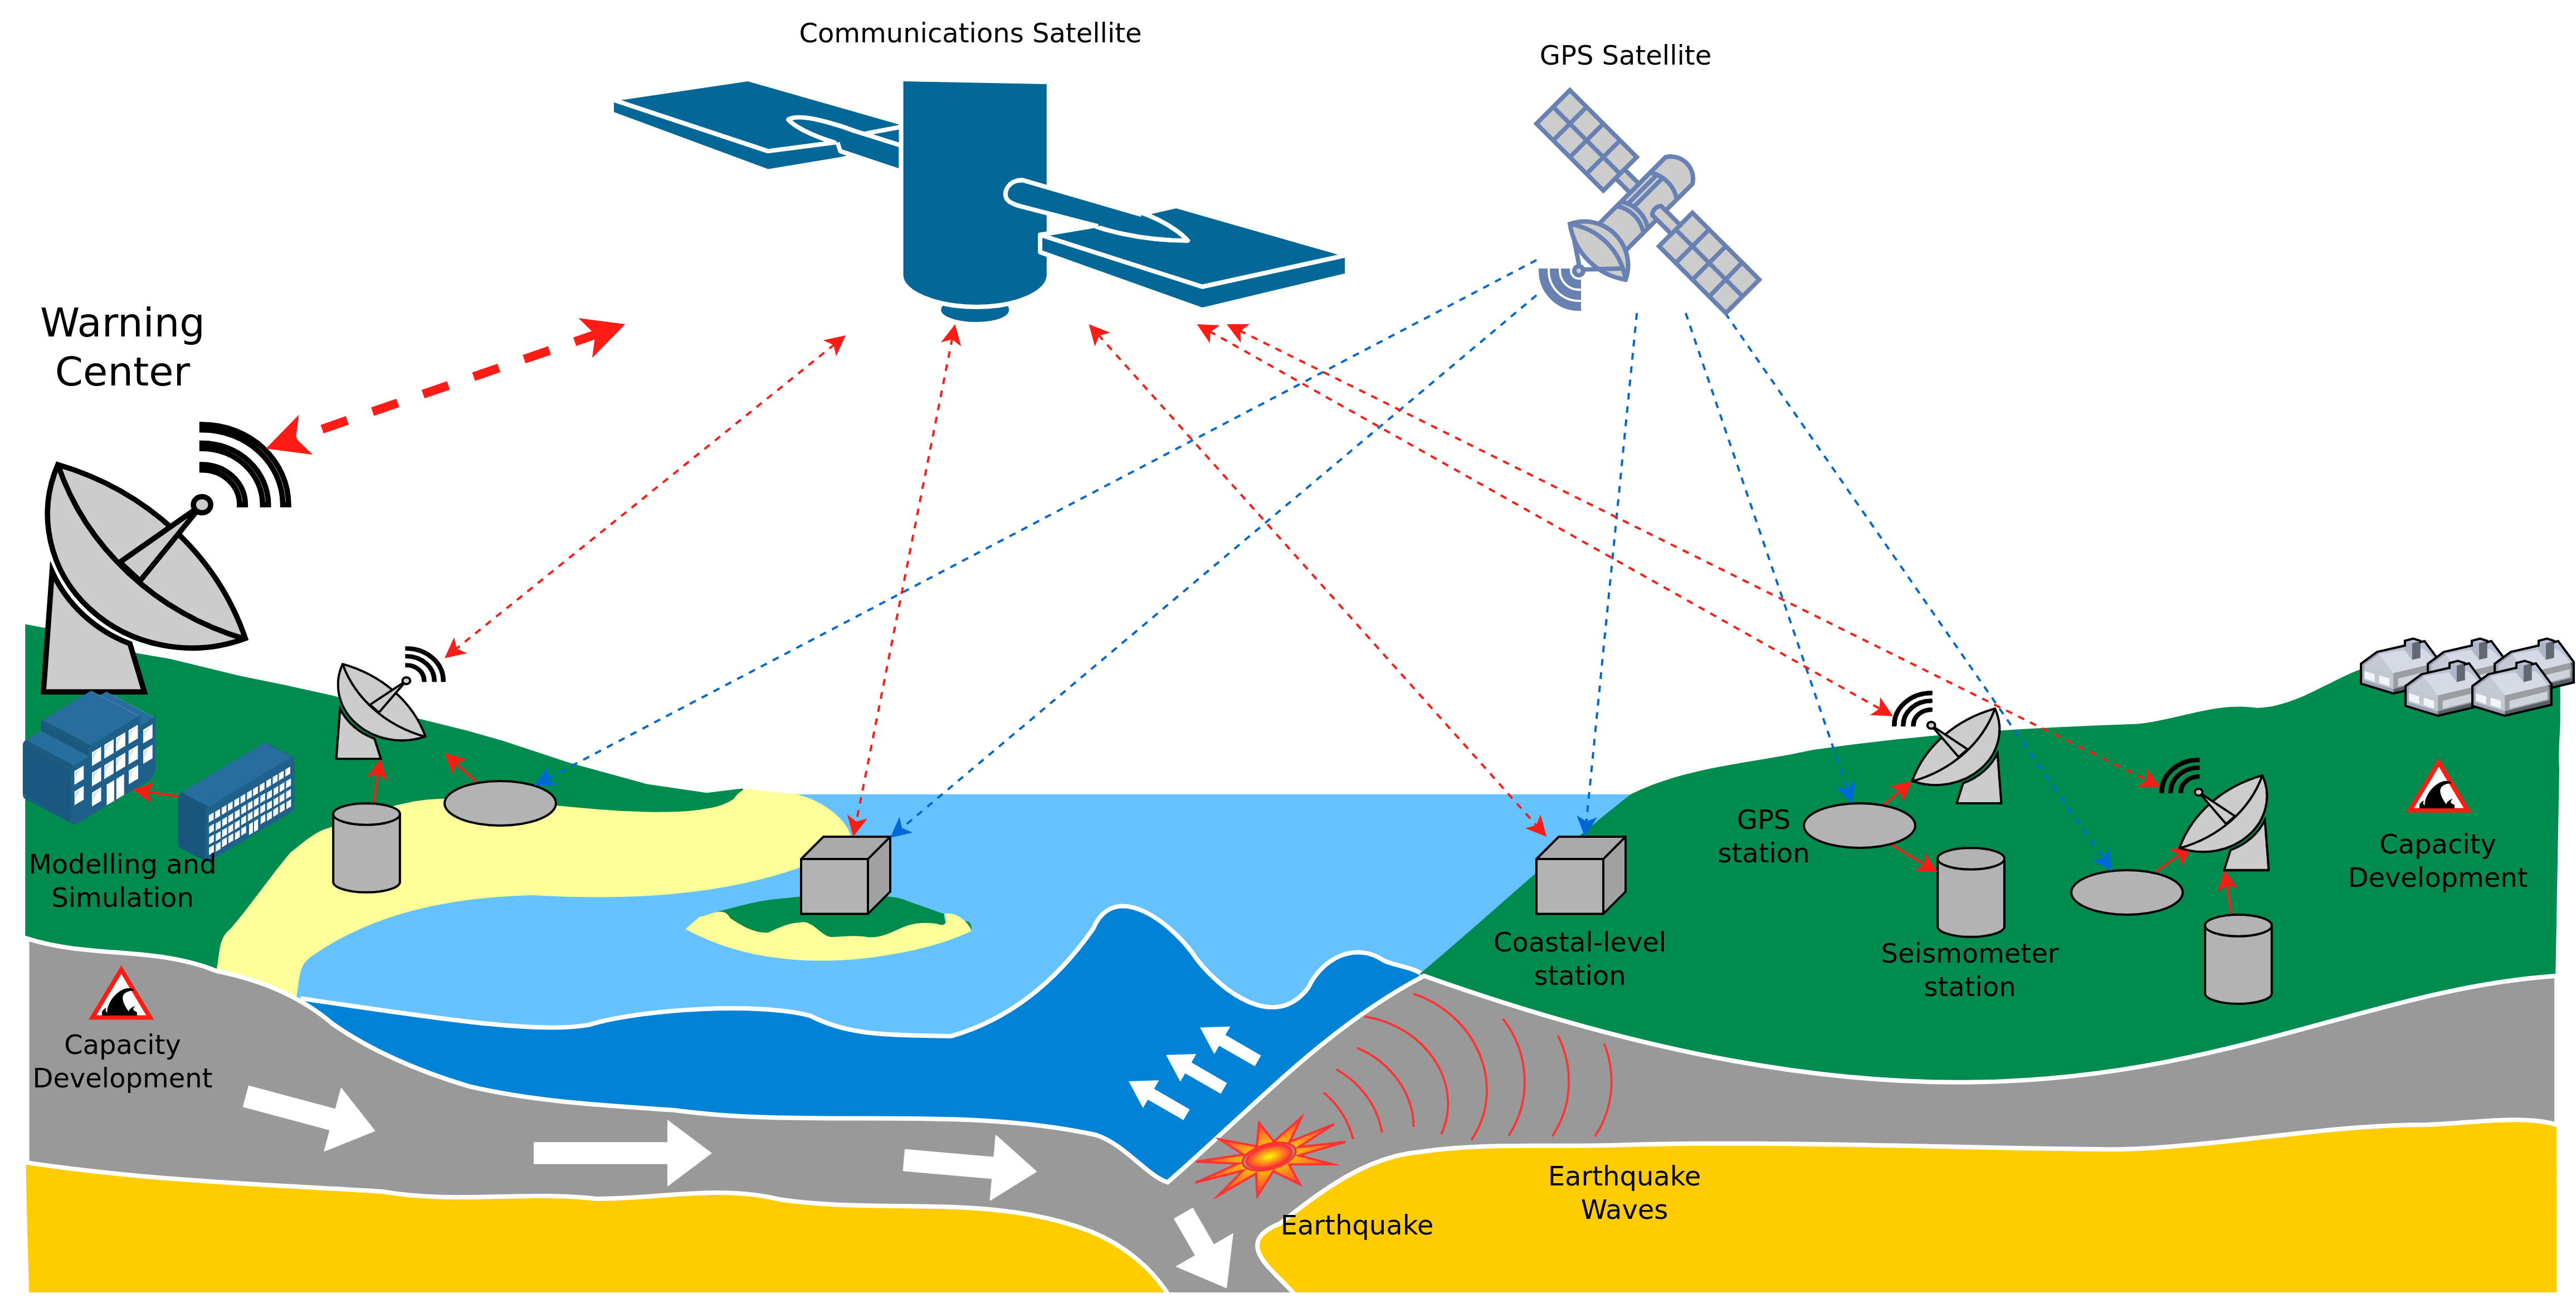 Communications Satellite
GPS Satellite
Warning
Center
GPS
station
Modelling and
Simulation
Capacity
Development
Coastal-level
station
Seismometer
station
Capacity
Development
Earthquake
Waves
Earthquake